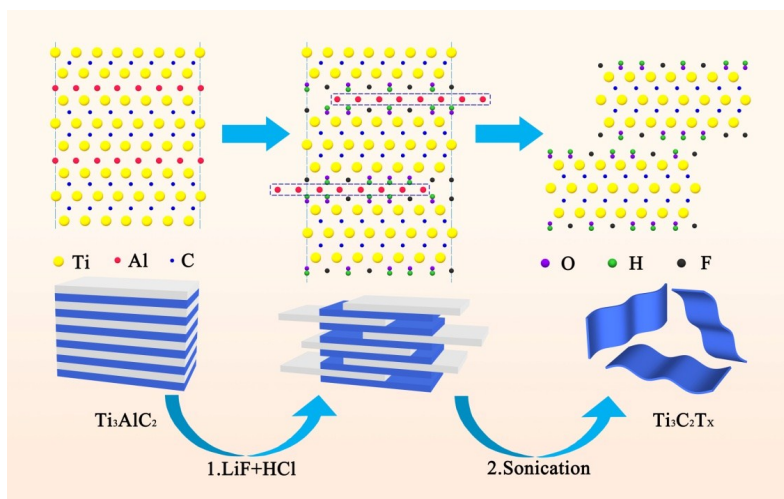 Ti Al C
O H F
Ti₃AlC₂
Ti₃C₂Tₓ
1.LiF+HCl
2.Sonication